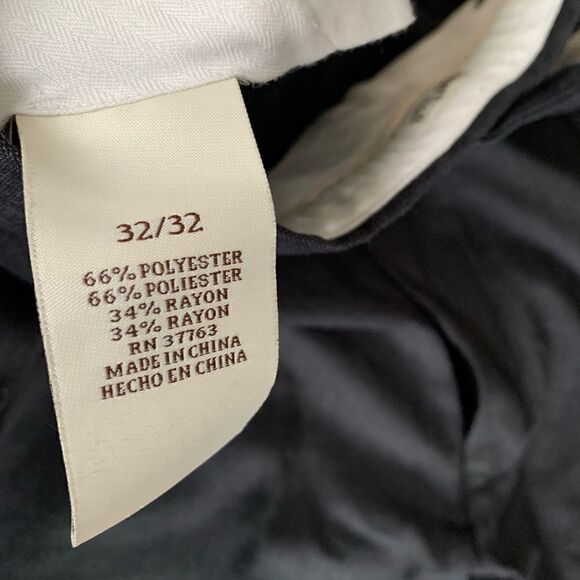 32/32
66% POLYESTER
66% POLIESTER
34% RAYON
34% RAYON
RN 37763
MADE IN CHINA
HECHO EN CHINA